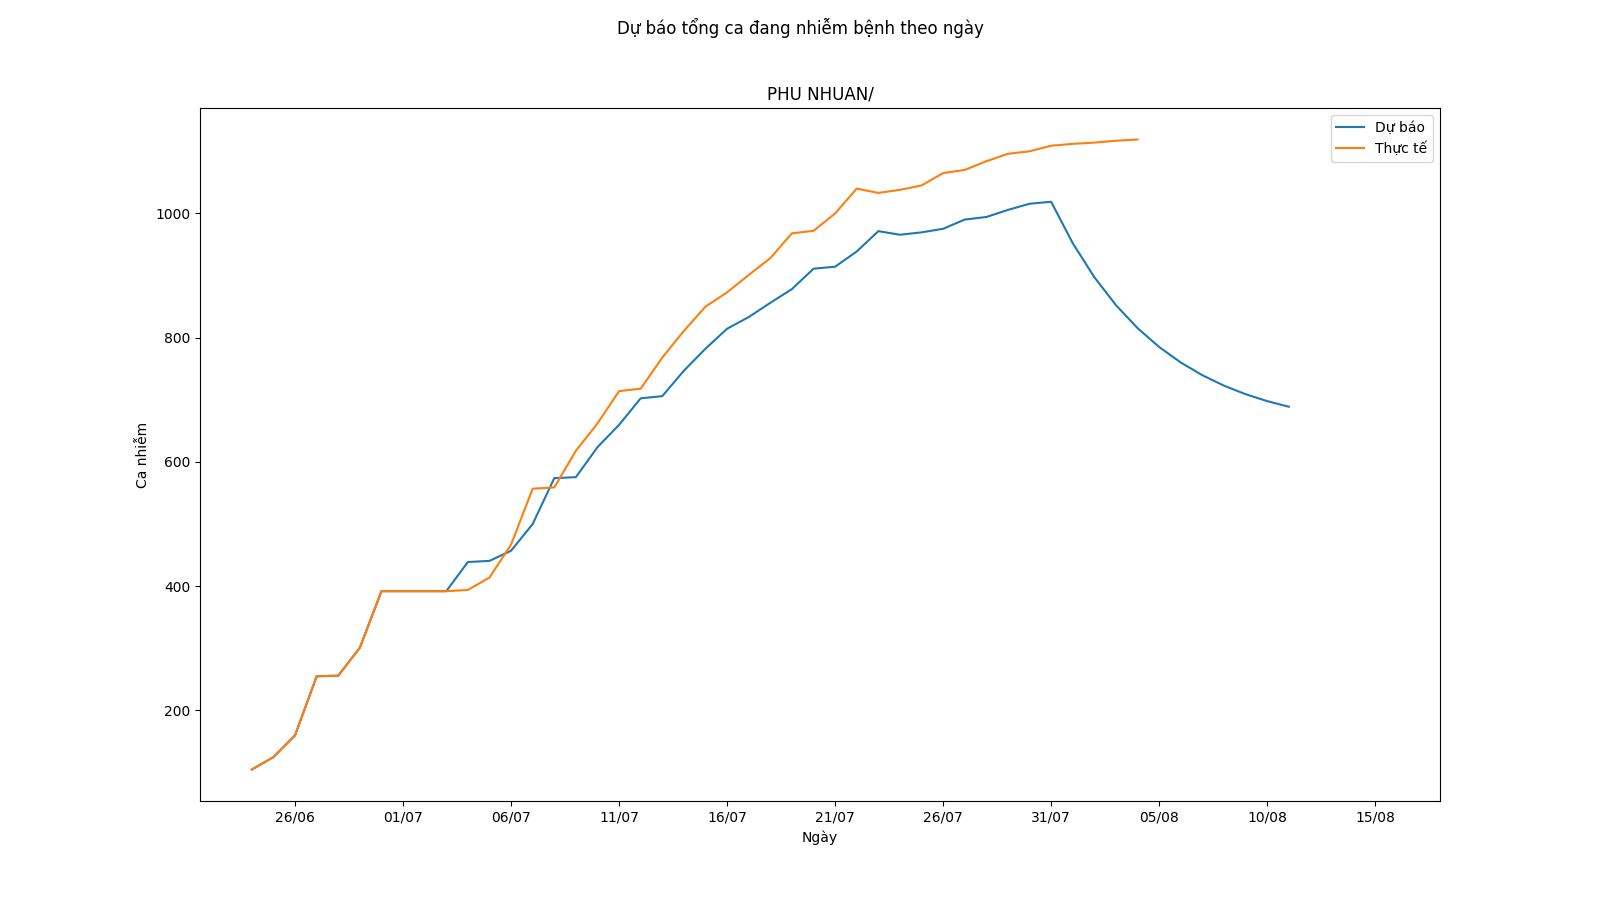 Dự báo tổng ca đang nhiễm bệnh theo ngày
PHU NHUAN/
Dự báo
Thực tế
1000
800
600
400
200
Ca nhiễm
26/06 01/07 06/07 11/07 16/07 21/07 26/07 31/07 05/08 10/08 15/08
Ngày